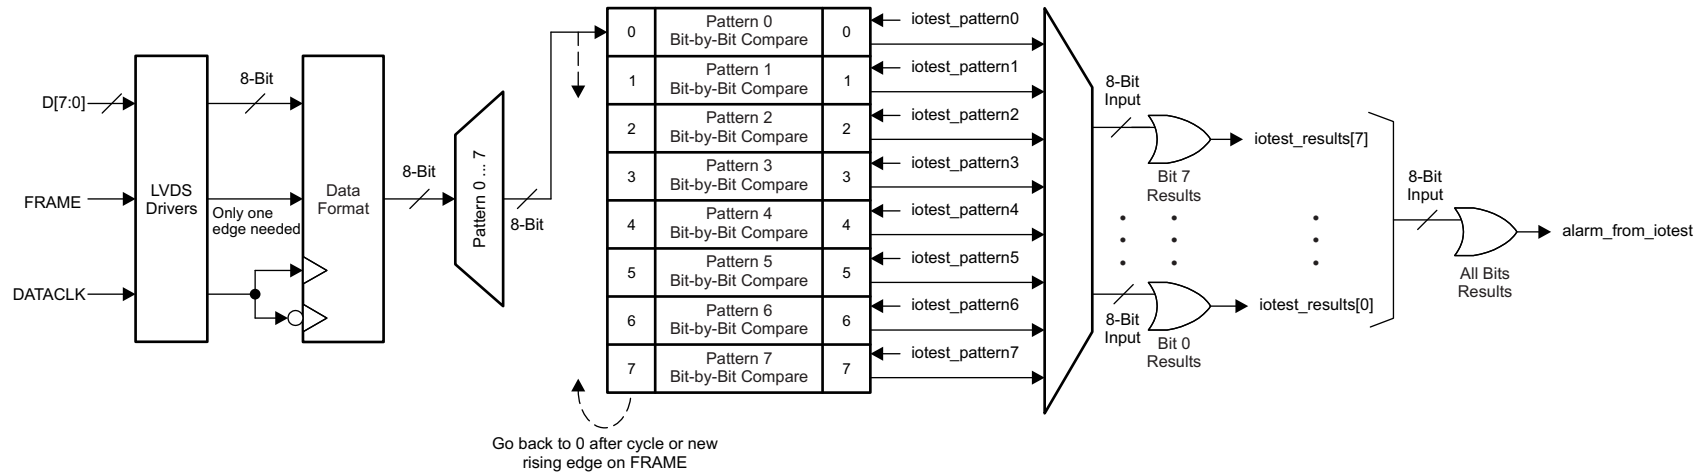 D[7:0]
FRAME
DATACLK
LVDS
Drivers
8-Bit
Only one
edge needed
Data
Format
8-Bit
Pattern 0 ... 7
8-Bit
0
Pattern 0
Bit-by-Bit Compare
0
iotest_pattern0
1
Pattern 1
Bit-by-Bit Compare
1
iotest_pattern1
2
Pattern 2
Bit-by-Bit Compare
2
iotest_pattern2
3
Pattern 3
Bit-by-Bit Compare
3
iotest_pattern3
4
Pattern 4
Bit-by-Bit Compare
4
iotest_pattern4
5
Pattern 5
Bit-by-Bit Compare
5
iotest_pattern5
6
Pattern 6
Bit-by-Bit Compare
6
iotest_pattern6
7
Pattern 7
Bit-by-Bit Compare
7
iotest_pattern7
Go back to 0 after cycle or new
rising edge on FRAME
8-Bit
Input
Bit 7
Results
iotest_results[7]
8-Bit
Input
Bit 0
Results
iotest_results[0]
8-Bit
Input
All Bits
Results
alarm_from_iotest